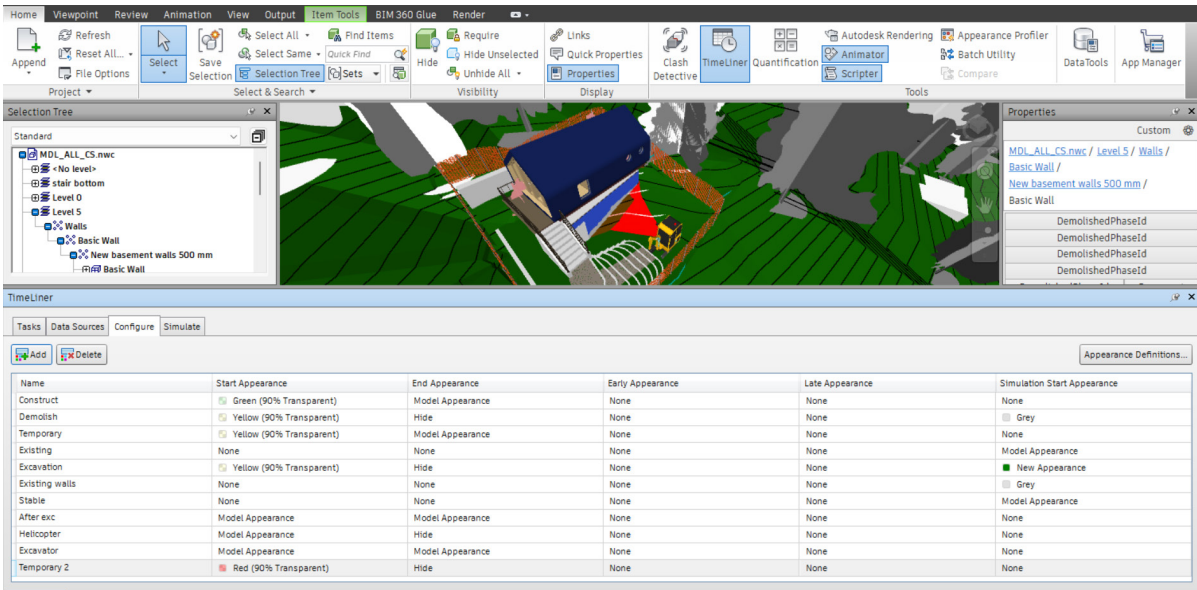 Home Viewpoint Review Animation View Output Item Tools BIM 360 Glue Render
Append
Refresh
Reset All...
File Options
Project
Select
Save Selection
Select All
Select Same
Selection Tree
Find Items
Quick Find
Sets
Select & Search
Hide
Require
Hide Unselected
Unhide All
Visibility
Links
Quick Properties
Properties
Display
Clash Detective
TimeLiner
Quantification
Autodesk Rendering
Animator
Scripter
Appearance Profiler
Batch Utility
Compare
DataTools
App Manager
Tools
Selection Tree
Standard
MDL_ALL_CS.nwc
<No level>
stair bottom
Level 0
Level 5
Walls
Basic Wall
New basement walls 500 mm
Basic Wall
Properties
Custom
MDL_ALL_CS.nwc / Level 5 / Walls /
Basic Wall /
New basement walls 500 mm /
Basic Wall
DemolishedPhaseId
DemolishedPhaseId
DemolishedPhaseId
DemolishedPhaseId
TimeLiner
Tasks Data Sources Configure Simulate
Add Delete Appearance Definitions...
Name Start Appearance End Appearance Early Appearance Late Appearance Simulation Start Appearance
Construct Green (90% Transparent) Model Appearance None None None
Demolish Yellow (90% Transparent) Hide None None Grey
Temporary Yellow (90% Transparent) Model Appearance None None None
Existing None None None None Model Appearance
Excavation Yellow (90% Transparent) Hide None None New Appearance
Existing walls None None None None Grey
Stable None None None None Model Appearance
After exc Model Appearance Model Appearance None None None
Helicopter Model Appearance Hide None None None
Excavator Model Appearance Model Appearance None None None
Temporary 2 Red (90% Transparent) Hide None None None